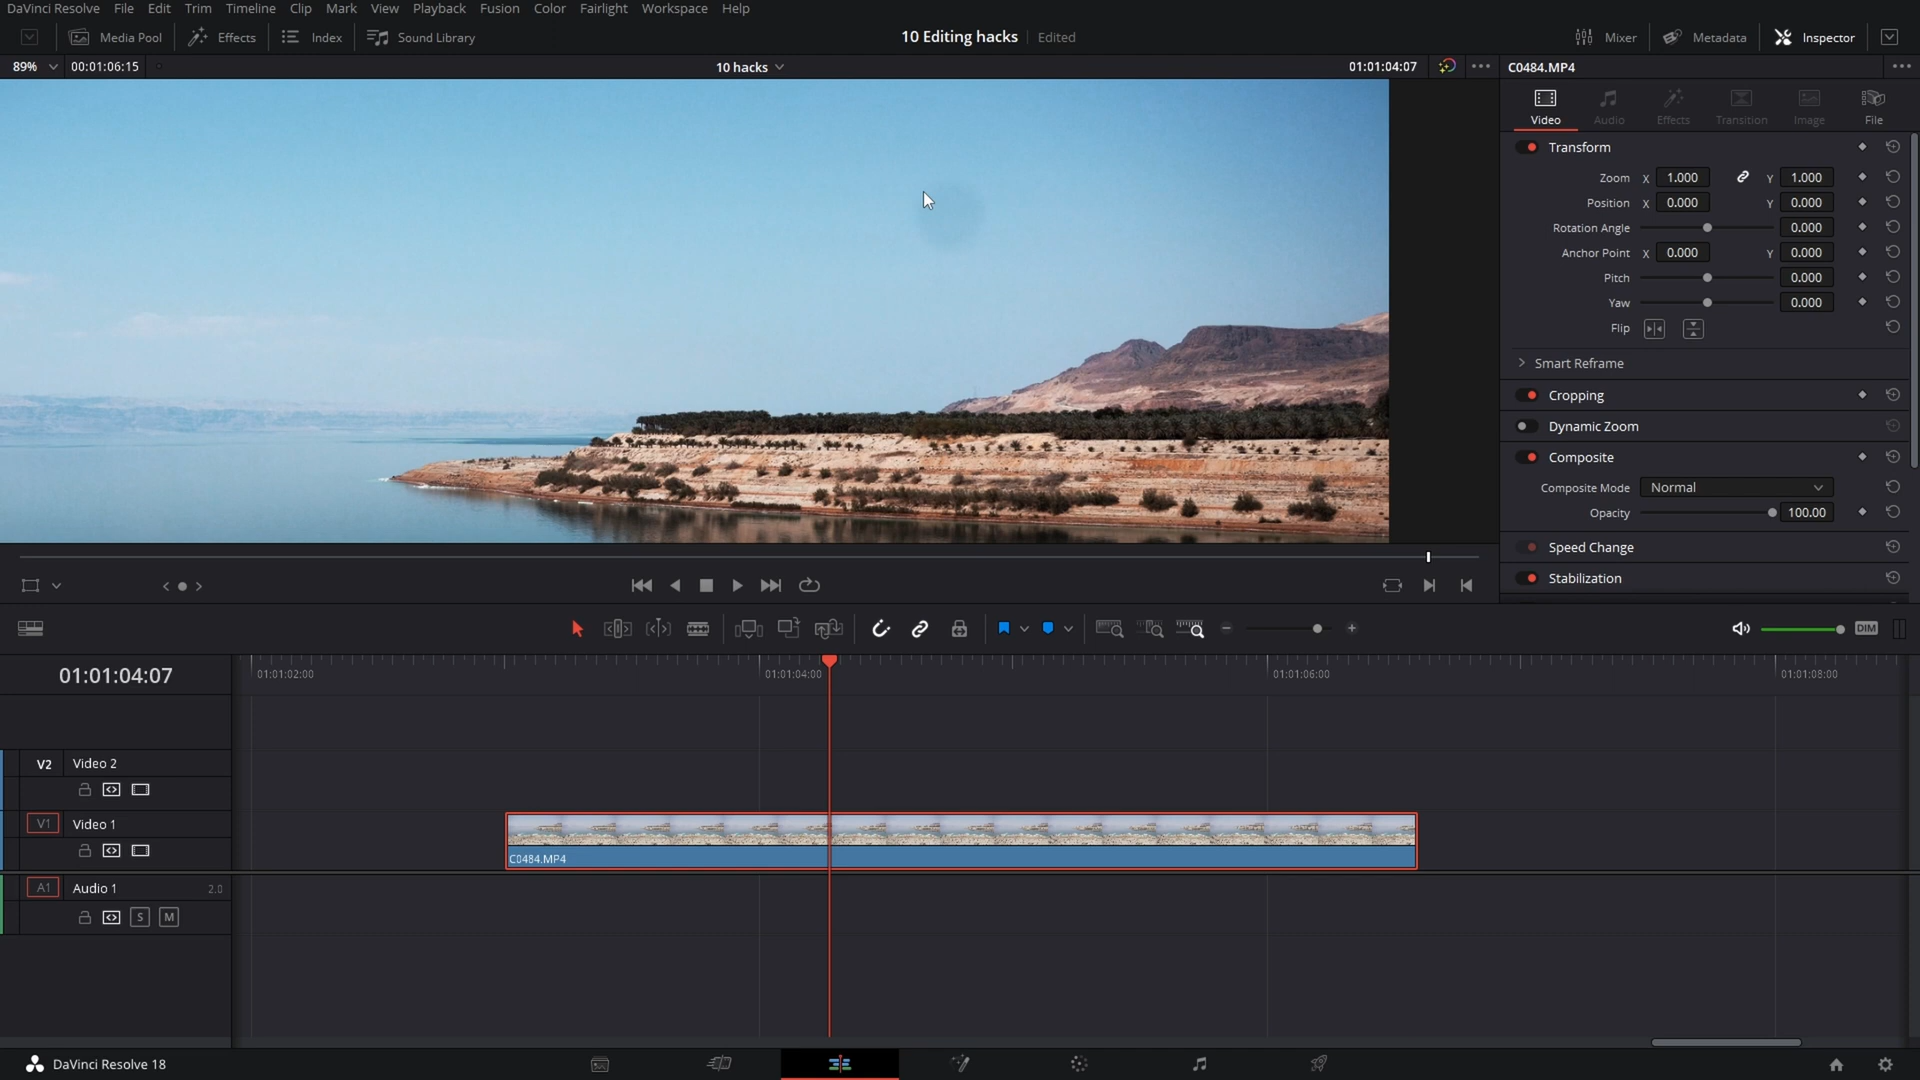 DaVinci Resolve File Edit Trim Timeline Clip Mark View Playback Fusion Color Fairlight Workspace Help
Media Pool Effects Index Sound Library 10 Editing hacks Edited Mixer Metadata Inspector
89% 00:01:06:15 10 hacks 01:01:04:07 C0484.MP4
Video Audio Effects Transition Image File
Transform
Zoom X 1.000 Y 1.000
Position X 0.000 Y 0.000
Rotation Angle 0.000
Anchor Point X 0.000 Y 0.000
Pitch 0.000
Yaw 0.000
Flip
Smart Reframe
Cropping
Dynamic Zoom
Composite
Composite Mode Normal
Opacity 100.00
Speed Change
Stabilization
DIM
01:01:04:07 01:01:02:00 01:01:04:00 01:01:06:00 01:01:08:00
V2 Video 2
V1 Video 1
C0484.MP4
A1 Audio 1 2.0
S M
DaVinci Resolve 18